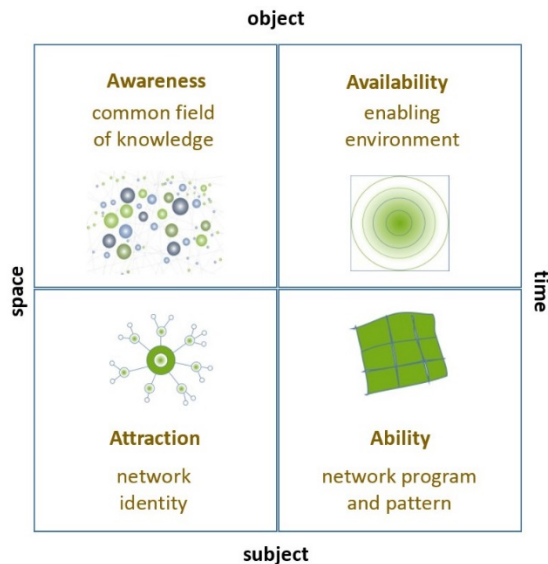 object
Awareness
common field
of knowledge
Availability
enabling
environment
space
time
Attraction
network
identity
Ability
network program
and pattern
subject